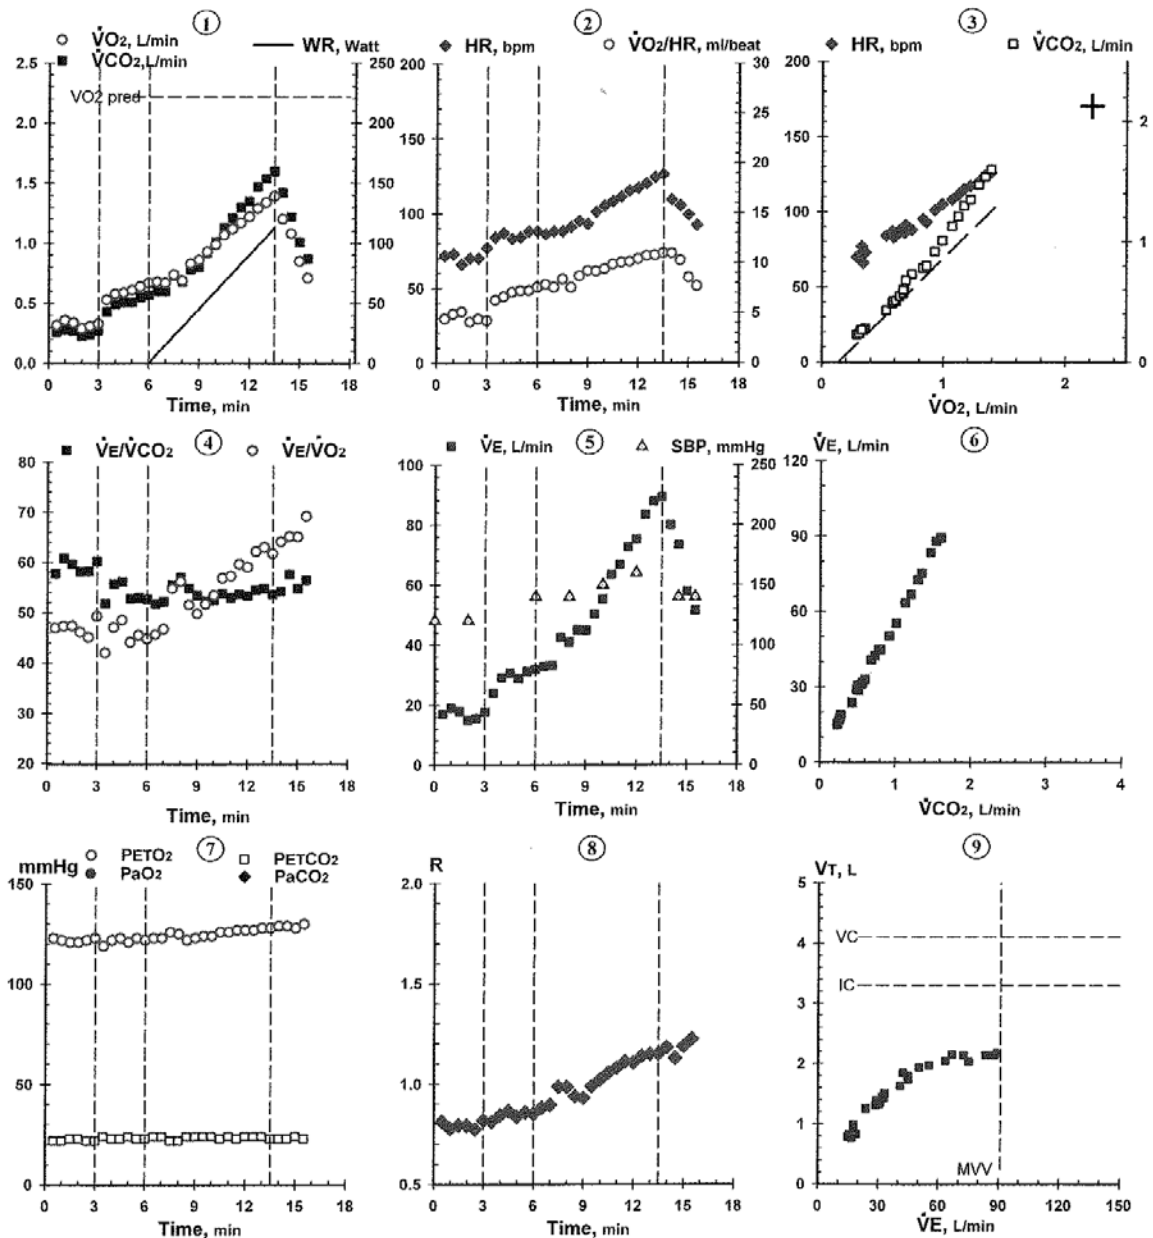 1
V̇O2, L/min
V̇CO2, L/min
WR, Watt
2.5
2.0
1.5
1.0
0.5
0.0
VO2 pred
250
200
150
100
50
0
0 3 6 9 12 15 18
Time, min
2
HR, bpm
V̇O2/HR, ml/beat
200
150
100
50
0
30
25
20
15
10
5
0
0 3 6 9 12 15 18
Time, min
3
HR, bpm
V̇CO2, L/min
200
150
100
50
0
2
1
0
0 1 2
V̇O2, L/min
4
V̇E/V̇CO2
V̇E/V̇O2
80
70
60
50
40
30
20
0 3 6 9 12 15 18
Time, min
5
V̇E, L/min
SBP, mmHg
100
80
60
40
20
0
250
200
150
100
50
0
0 3 6 9 12 15 18
Time, min
6
V̇E, L/min
120
90
60
30
0
0 1 2 3 4
V̇CO2, L/min
7
mmHg
PETO2
PETCO2
PaO2
PaCO2
150
100
50
0
0 3 6 9 12 15 18
Time, min
8
R
2.0
1.5
1.0
0.5
0 3 6 9 12 15 18
Time, min
9
VT, L
5
4
3
2
1
0
VC
IC
MVV
0 30 60 90 120 150
V̇E, L/min